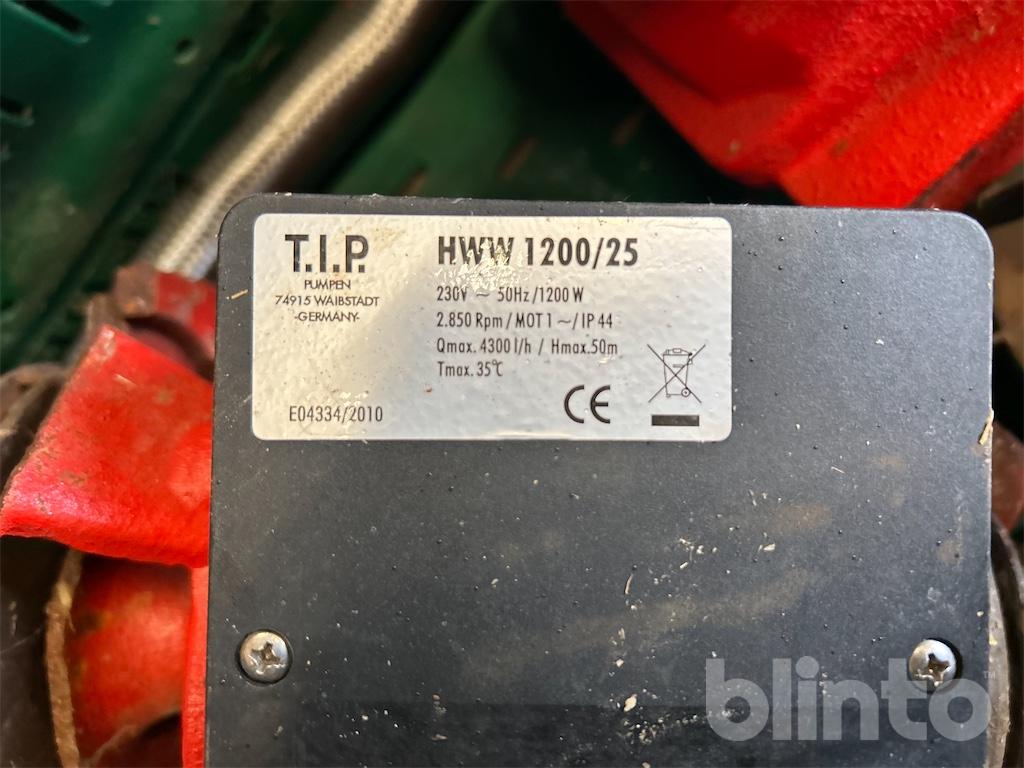 T.I.P.
PUMPEN
74915 WAIBSTADT
-GERMANY-
HWW 1200/25
230V ~ 50Hz/1200 W
2.850 Rpm/MOT 1 ~/IP 44
Qmax. 4300 l/h / Hmax.50m
Tmax. 35℃
CE
E04334/2010
blinto™